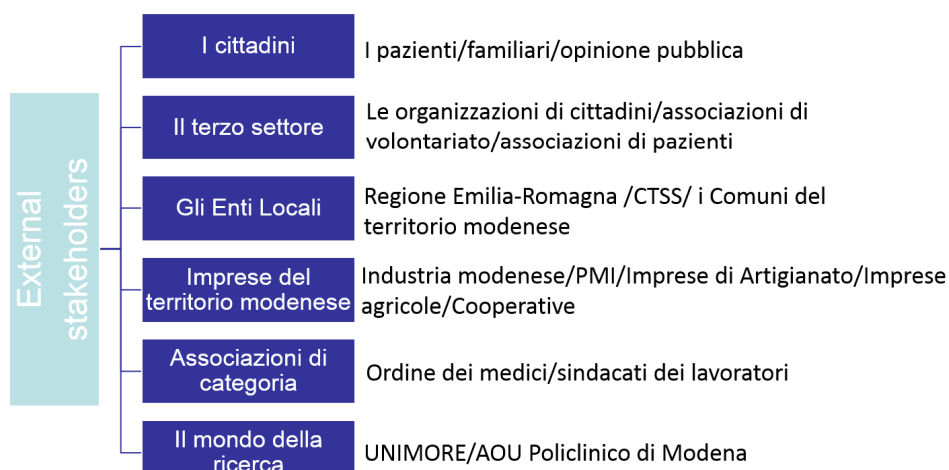 External
stakeholders
I cittadini
I pazienti/familiari/opinione pubblica
Il terzo settore
Le organizzazioni di cittadini/associazioni di
volontariato/associazioni di pazienti
Gli Enti Locali
Regione Emilia-Romagna /CTSS/ i Comuni del
territorio modenese
Imprese del
territorio modenese
Industria modenese/PMI/Imprese di Artigianato/Imprese
agricole/Cooperative
Associazioni di
categoria
Ordine dei medici/sindacati dei lavoratori
Il mondo della
ricerca
UNIMORE/AOU Policlinico di Modena